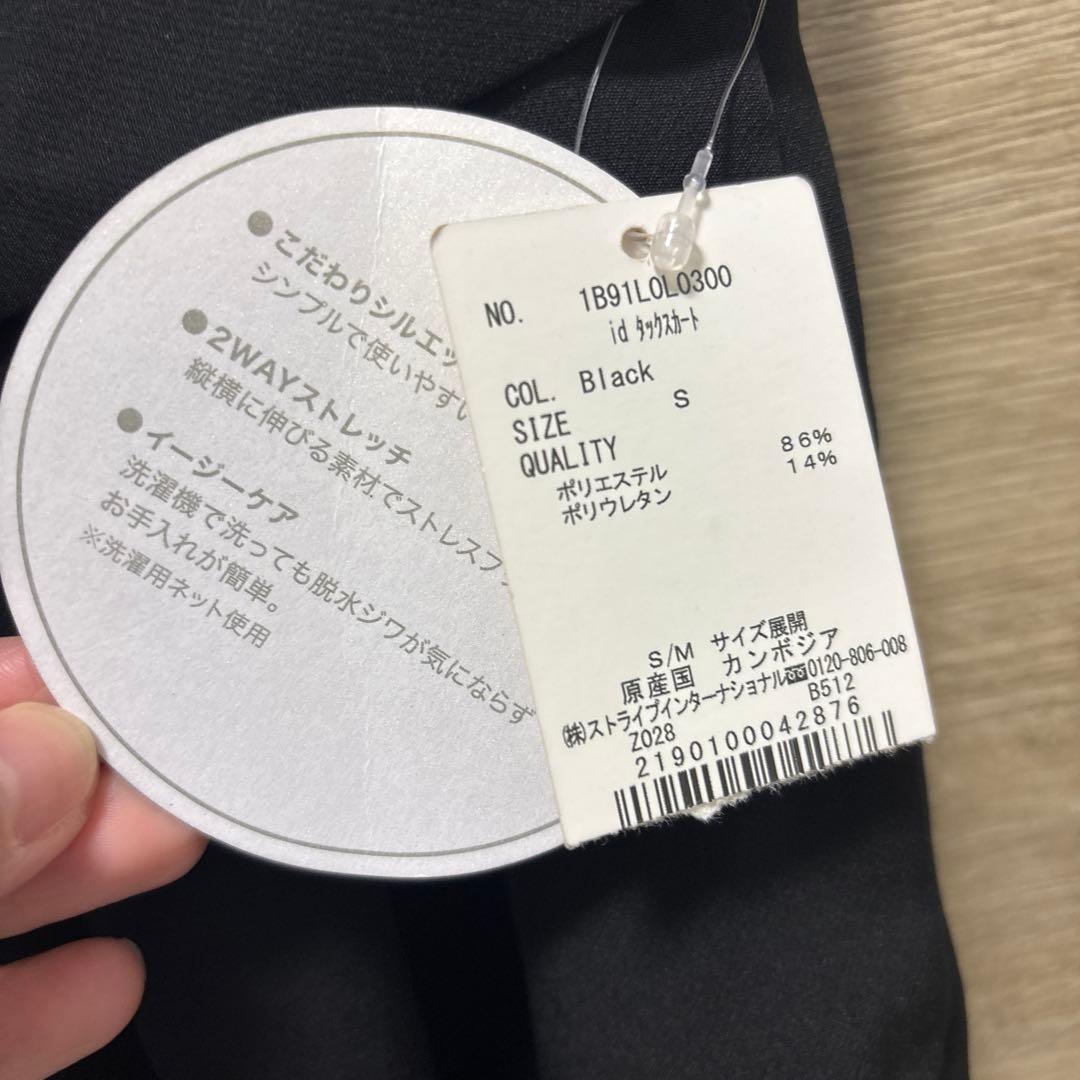 ●こだわりシルエッ
シンプルで使いやすい
●2WAYストレッチ
縦横に伸びる素材でストレスフ
●イージーケア
洗濯機で洗っても脱水ジワが気にならず
お手入れが簡単。
※洗濯用ネット使用
NO. 1B91L0L0300
id タックスカート
COL. Black
SIZE S
QUALITY
ポリエステル 86%
ポリウレタン 14%
S/M サイズ展開
原産国 カンボジア
㈱ストライプインターナショナル 0120-806-008
Z028 B512
2190100042876